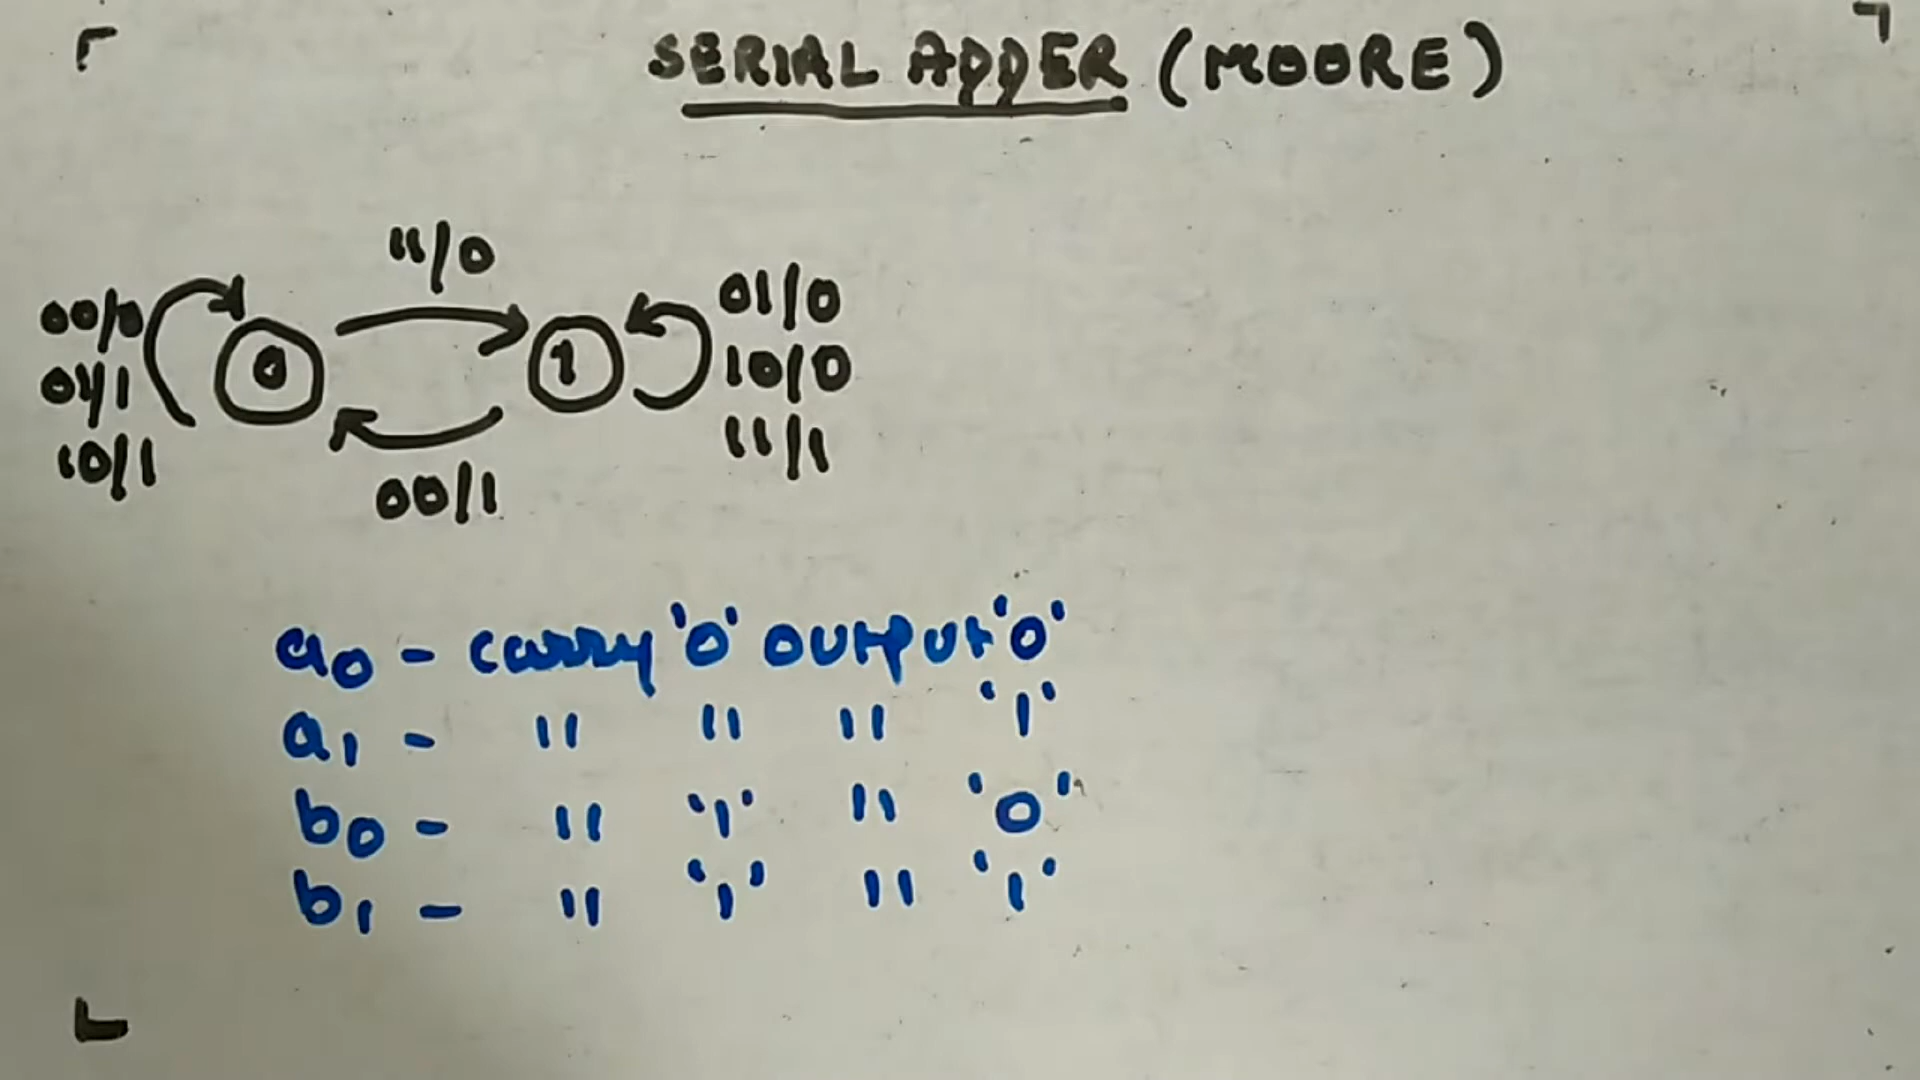 SERIAL ADDER (MOORE)
11/0
00/0
01/1
10/1
0
1
01/0
10/0
11/1
00/1
a0 - carry '0' output '0'
a1 - " " " '1'
b0 - " '1' " '0'
b1 - " '1' " '1'